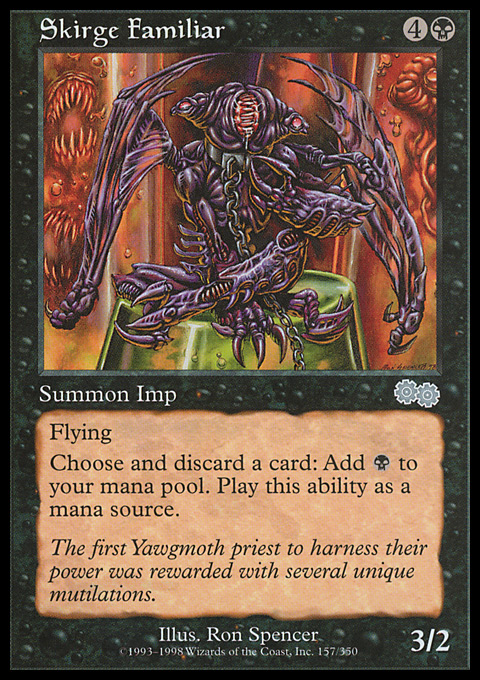 Skirge Familiar 4
Summon Imp
Flying
Choose and discard a card: Add to
your mana pool. Play this ability as a
mana source.
The first Yawgmoth priest to harness their
power was rewarded with several unique
mutilations.
Illus. Ron Spencer
3/2
©1993-1998 Wizards of the Coast, Inc. 157/350